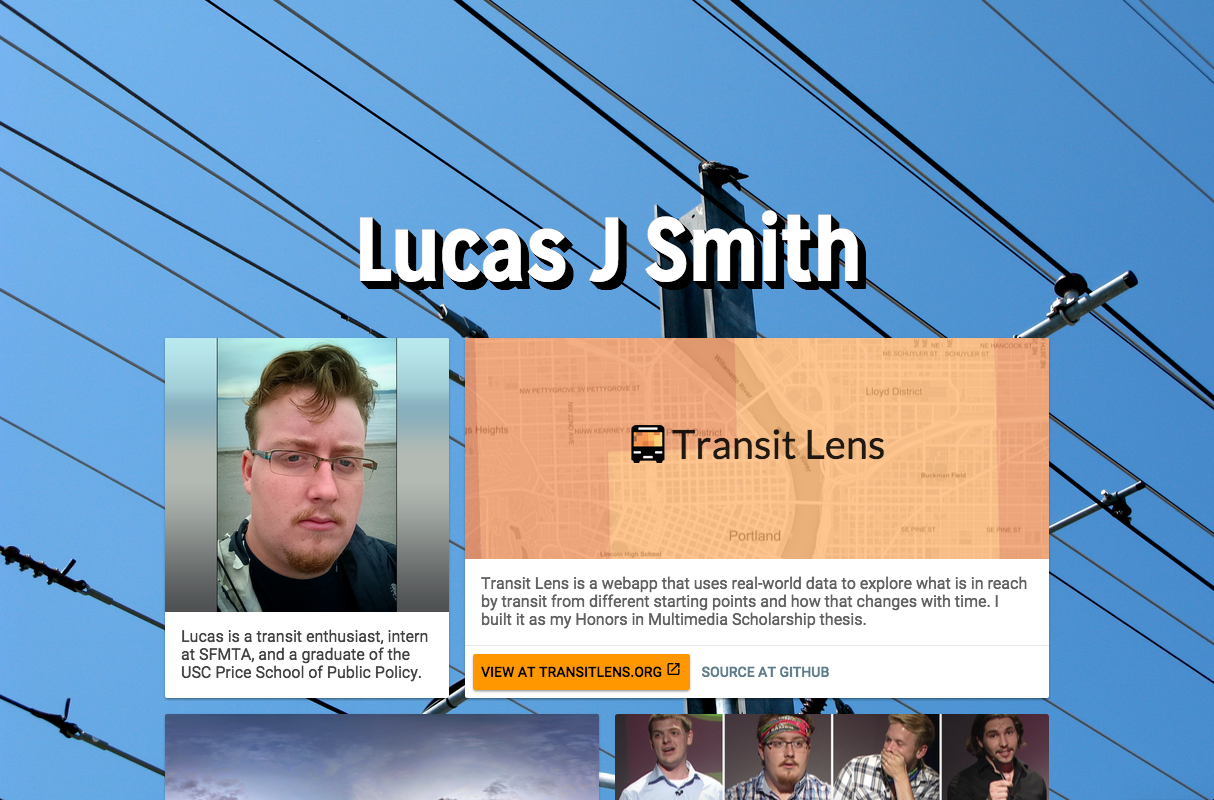 Lucas J Smith
NE HANCOCK ST
NE SCHUYLER ST
SCHUYLER ST
NW PETTYGROVE ST
PETTYGROVE ST
Lloyd District
gs Heights
NW KEARNEY
District
Transit Lens
Buckman Field
SE PINE ST
SE PINE ST
Portland
Lincoln High School
Transit Lens is a webapp that uses real-world data to explore what is in reach
by transit from different starting points and how that changes with time. I
built it as my Honors in Multimedia Scholarship thesis.
Lucas is a transit enthusiast, intern
at SFMTA, and a graduate of the
USC Price School of Public Policy.
VIEW AT TRANSITLENS.ORG
SOURCE AT GITHUB